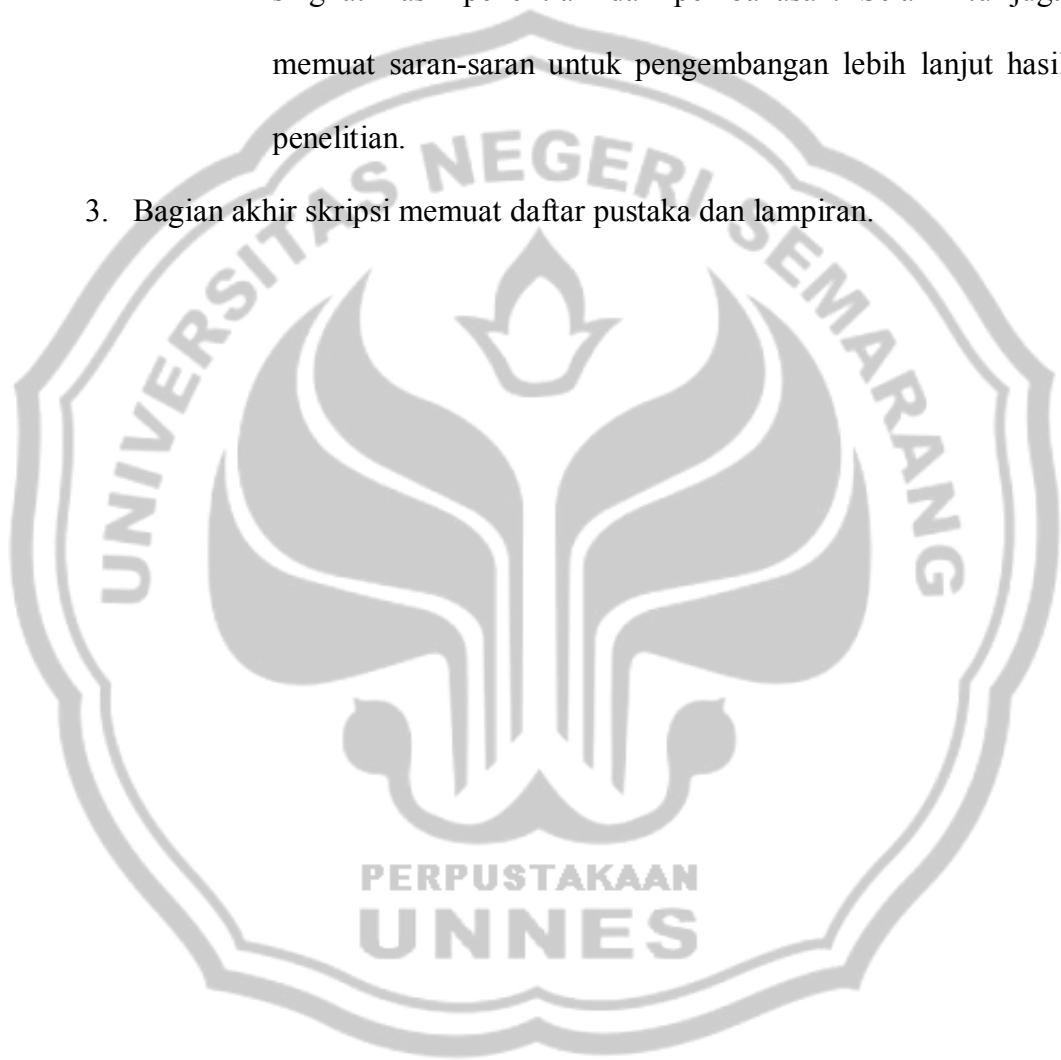 memuat saran-saran untuk pengembangan lebih lanjut hasil
penelitian.
3. Bagian akhir skripsi memuat daftar pustaka dan lampiran.
UNIVERSITAS NEGERI SEMARANG
PERPUSTAKAAN
UNNES